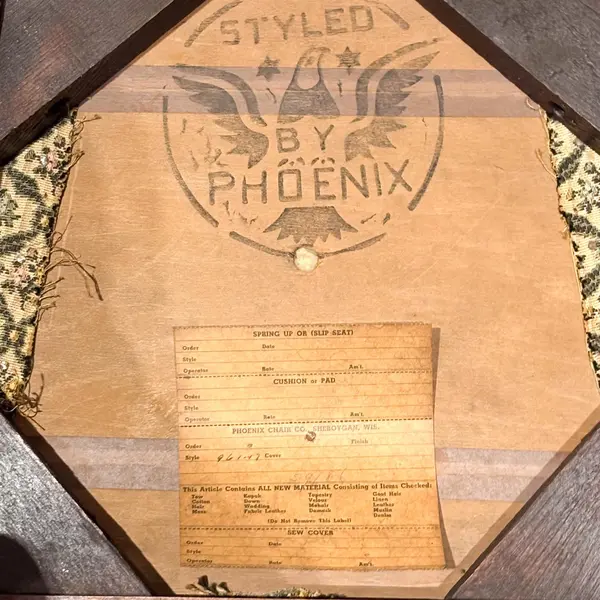 STYLED
BY
PHOENIX
SPRING UP OR (SLIP SEAT)
Order Date
Style
Operator Rate Am't.
CUSHION or PAD
Order
Style
Operator Rate Am't.
PHOENIX CHAIR CO. SHEBOYGAN, WIS.
Order Finish
Style 961-47 Cover
This Article Contains ALL NEW MATERIAL Consisting of Items Checked:
Tow Kapok Tapestry Goat Hair
Cotton Down Velour Linen
Hair Wadding Mohair Leather
Moss Fabric Leather Damask Muslin
Denim
(Do Not Remove This Label)
SEW COVER
Order Date
Style
Operator Rate Am't.